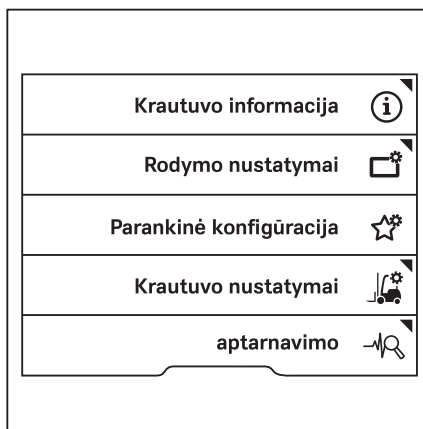 Krautuvo informacija
Rodymo nustatymai
Parankinė konfigūracija
Krautuvo nustatymai
aptarnavimo